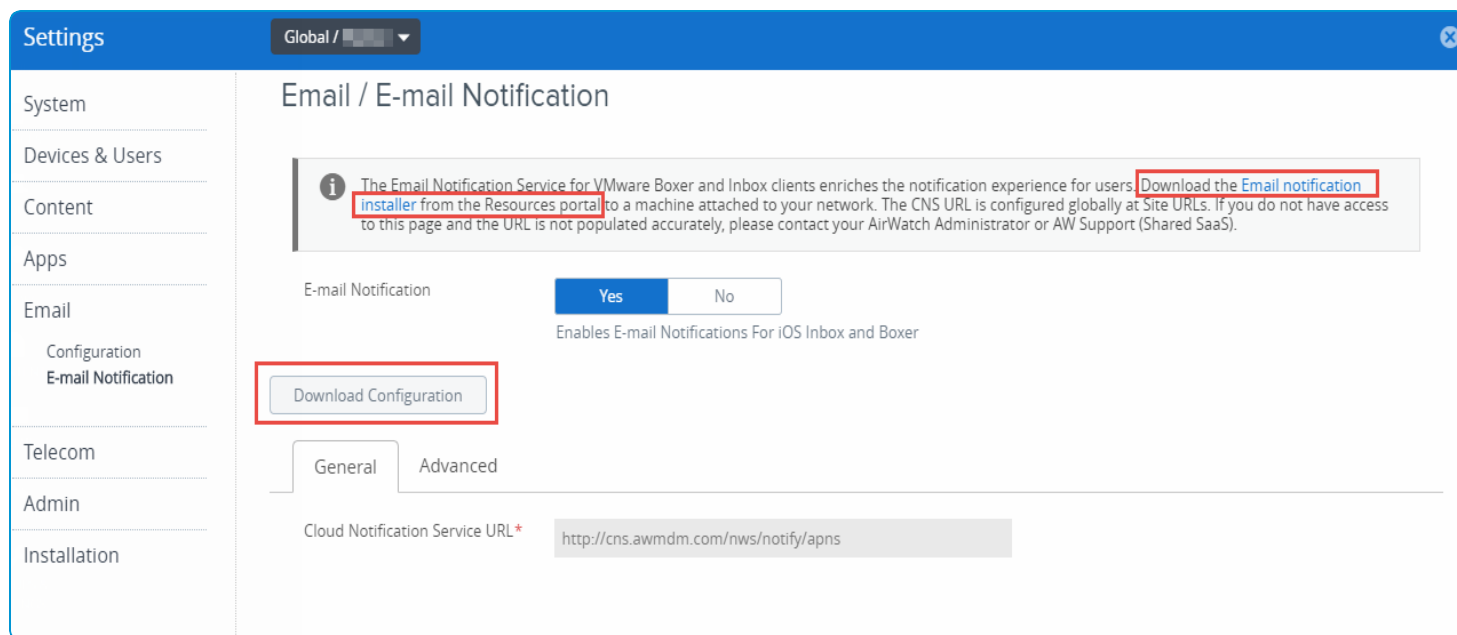 Settings
Global /
System
Devices & Users
Content
Apps
Email
Configuration
E-mail Notification
Telecom
Admin
Installation
Email / E-mail Notification
The Email Notification Service for VMware Boxer and Inbox clients enriches the notification experience for users. Download the Email notification
installer from the Resources portal to a machine attached to your network. The CNS URL is configured globally at Site URLs. If you do not have access
to this page and the URL is not populated accurately, please contact your AirWatch Administrator or AW Support (Shared SaaS).
E-mail Notification
Yes No
Enables E-mail Notifications For iOS Inbox and Boxer
Download Configuration
General Advanced
Cloud Notification Service URL*
http://cns.awmdm.com/nws/notify/apns